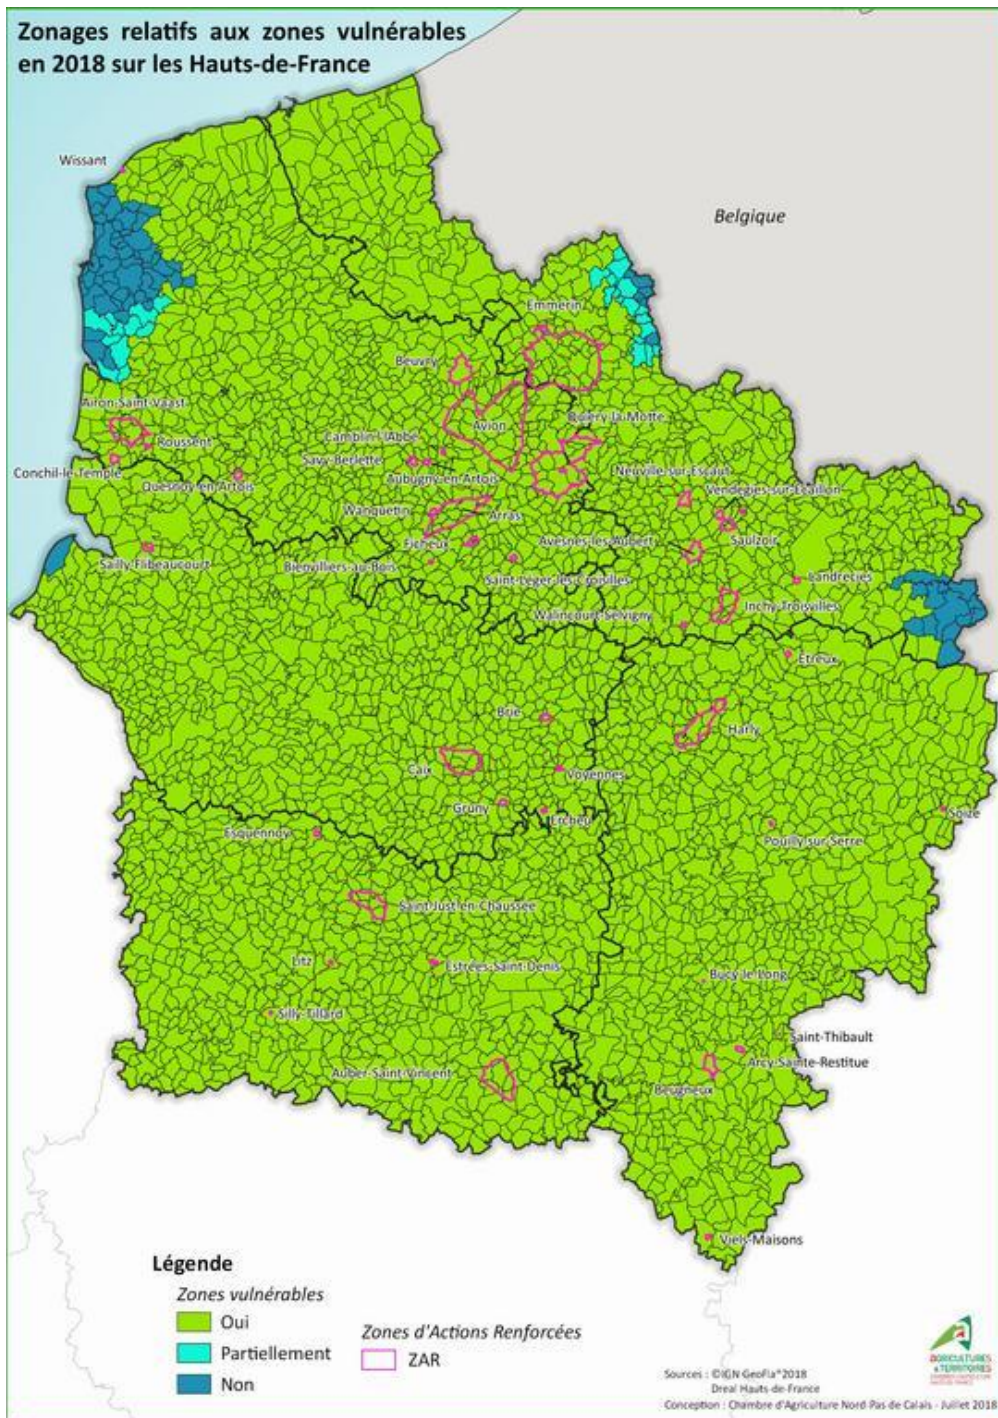 Zonages relatifs aux zones vulnérables
en 2018 sur les Hauts-de-France
Wissant
Belgique
Emmerin
Beuvry
Airon-Saint-Vaast
Avion
Quiéry-la-Motte
Roussent
Camblin-l'Abbé
Conchil-le-Temple
Savy-Berlette
Neuville-sur-Escaut
Quesnoy-en-Artois
Aubigny-en-Artois
Vendegies-sur-Ecaillon
Wanquetin
Arras
Sailly-Flibeaucourt
Ficheux
Avesnes-les-Aubert
Saulzoir
Bienvilliers-au-Bois
Saint-Léger-lès-Croisilles
Landrecies
Walincourt-Selvigny
Inchy-Troisvilles
Etreux
Brie
Harly
Caix
Voyennes
Gruny
Ercheu
Soize
Esquennoy
Pouilly-sur-Serre
Saint-Just-en-Chaussée
Litz
Estrées-Saint-Denis
Bucy-le-Long
Silly-Tillard
Saint-Thibault
Arcy-Sainte-Restitue
Auber-Saint-Vincent
Beugneux
Viels-Maisons
Légende
Zones vulnérables
Oui
Partiellement
Non
Zones d'Actions Renforcées
ZAR
AGRICULTURES
& TERRITOIRES
Sources : ©IGN GeoFla®2018
Dreal Hauts-de-France
Conception : Chambre d'Agriculture Nord Pas de Calais - Juillet 2018